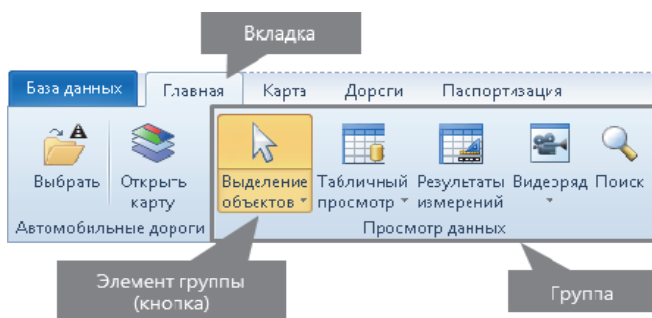 Вкладка
База данных Главная Карта Дороги Паспортизация
Выбрать Открыть карту Выделение объектов Табличный просмотр Результаты измерений Видеоряд Поиск
Автомобильные дороги Просмотр данных
Элемент группы
(кнопка)
Группа